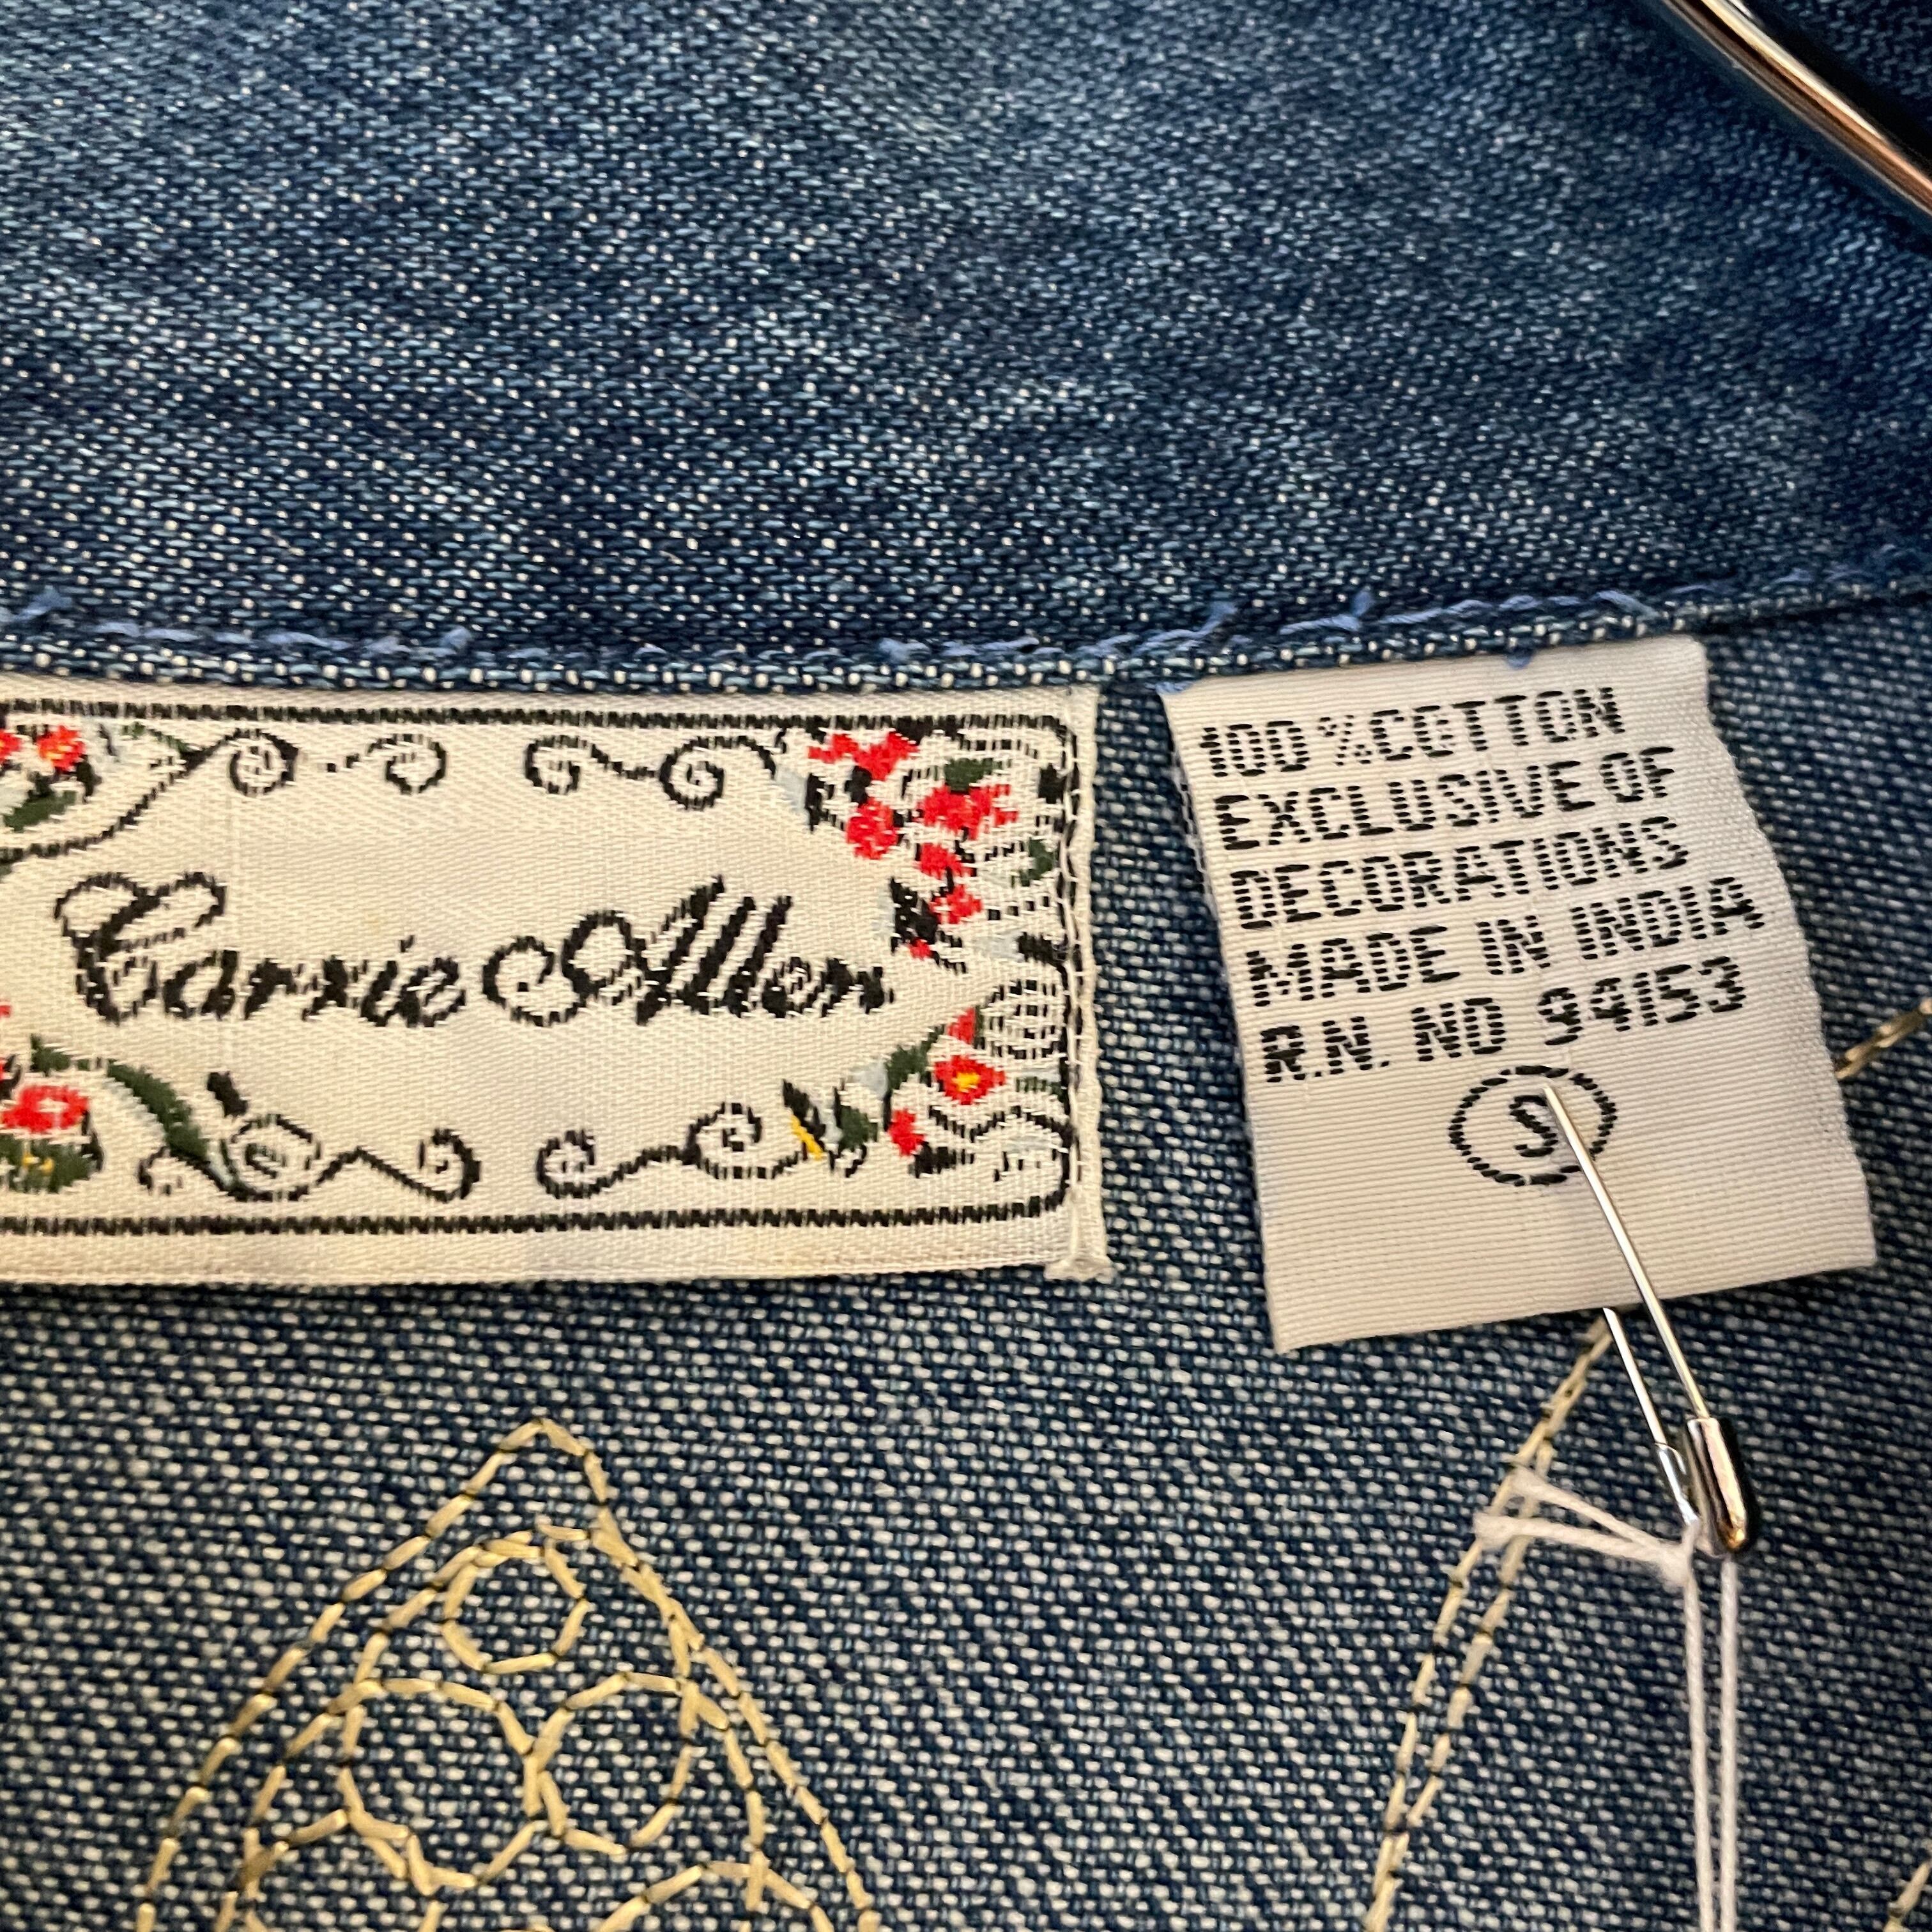 Carrie Allen
100% COTTON
EXCLUSIVE OF
DECORATIONS
MADE IN INDIA
R.N. NO 94153
S